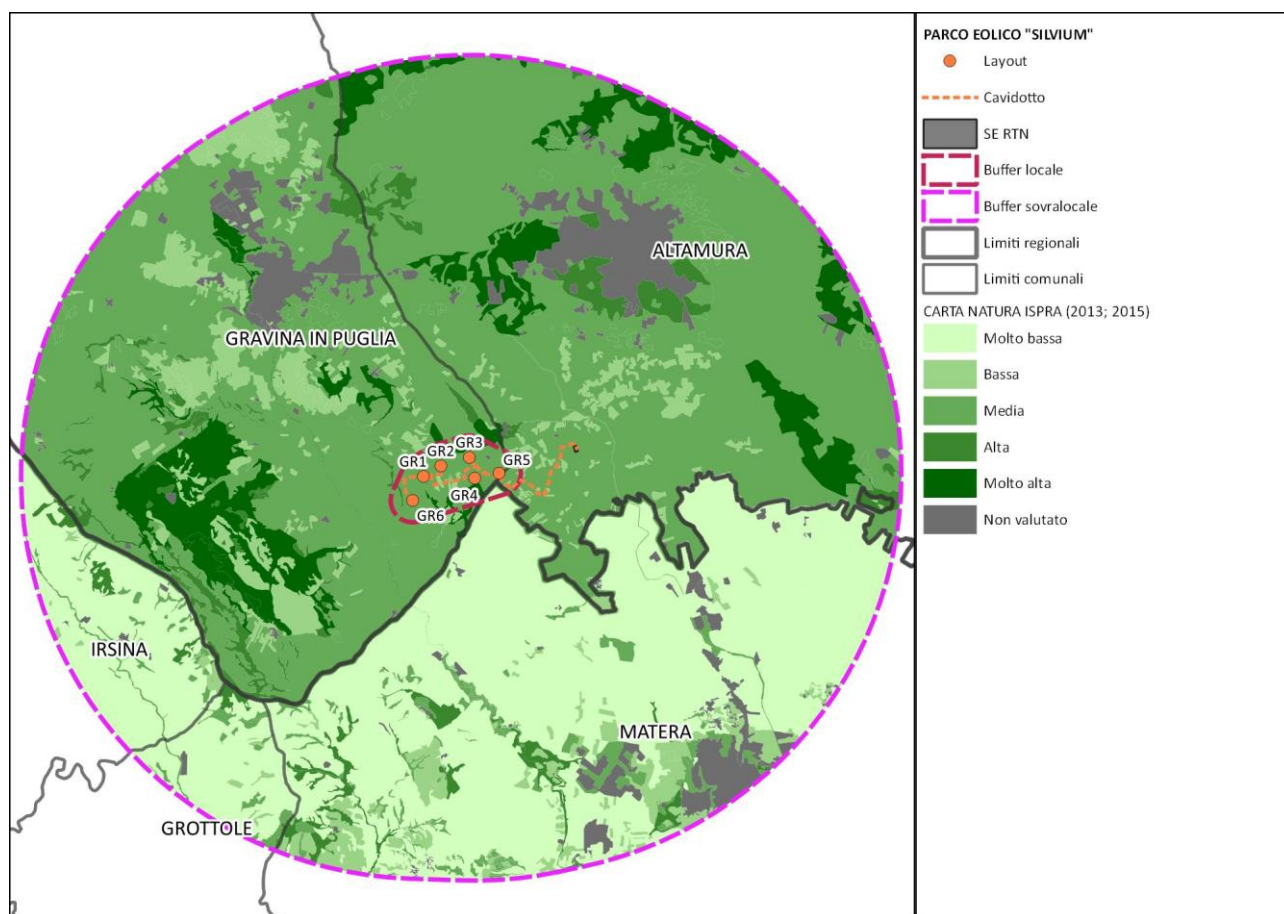 ALTAMURA
GRAVINA IN PUGLIA
GR3
GR2
GR1
GR5
GR4
GR6
IRSINA
MATERA
GROTTOLE
PARCO EOLICO "SILVIUM"
Layout
Cavidotto
SE RTN
Buffer locale
Buffer sovralocale
Limiti regionali
Limiti comunali
CARTA NATURA ISPRA (2013; 2015)
Molto bassa
Bassa
Media
Alta
Molto alta
Non valutato